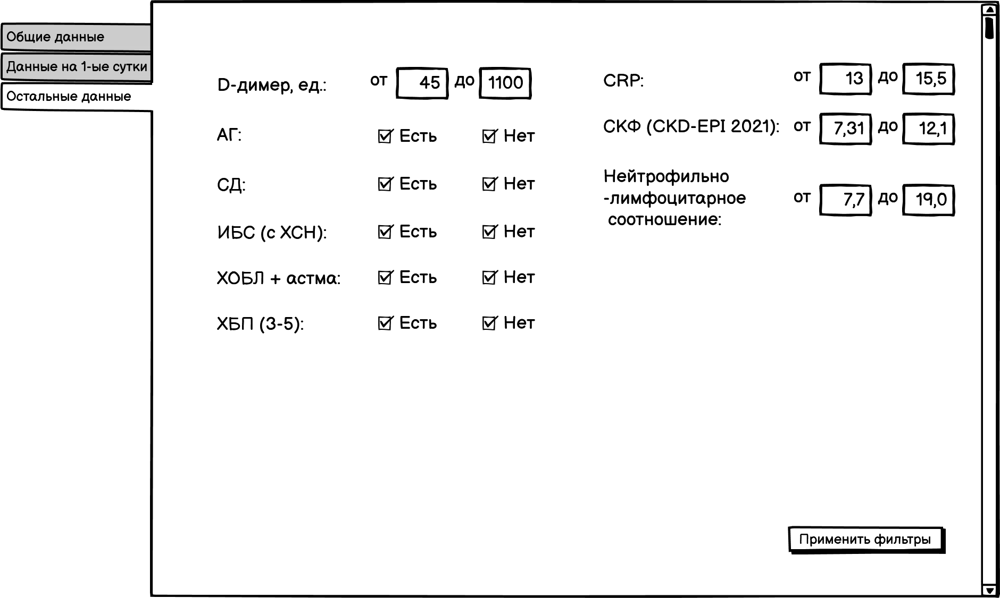 Общие данные
Данные на 1-ые сутки
Остальные данные
D-димер, ед.: от 45 до 1100
АГ: Есть Нет
СД: Есть Нет
ИБС (с ХСН): Есть Нет
ХОБЛ + астма: Есть Нет
ХБП (3-5): Есть Нет
CRP: от 13 до 15,5
СКФ (CKD-EPI 2021): от 7,31 до 12,1
Нейтрофильно
-лимфоцитарное от 7,7 до 19,0
соотношение:
Применить фильтры